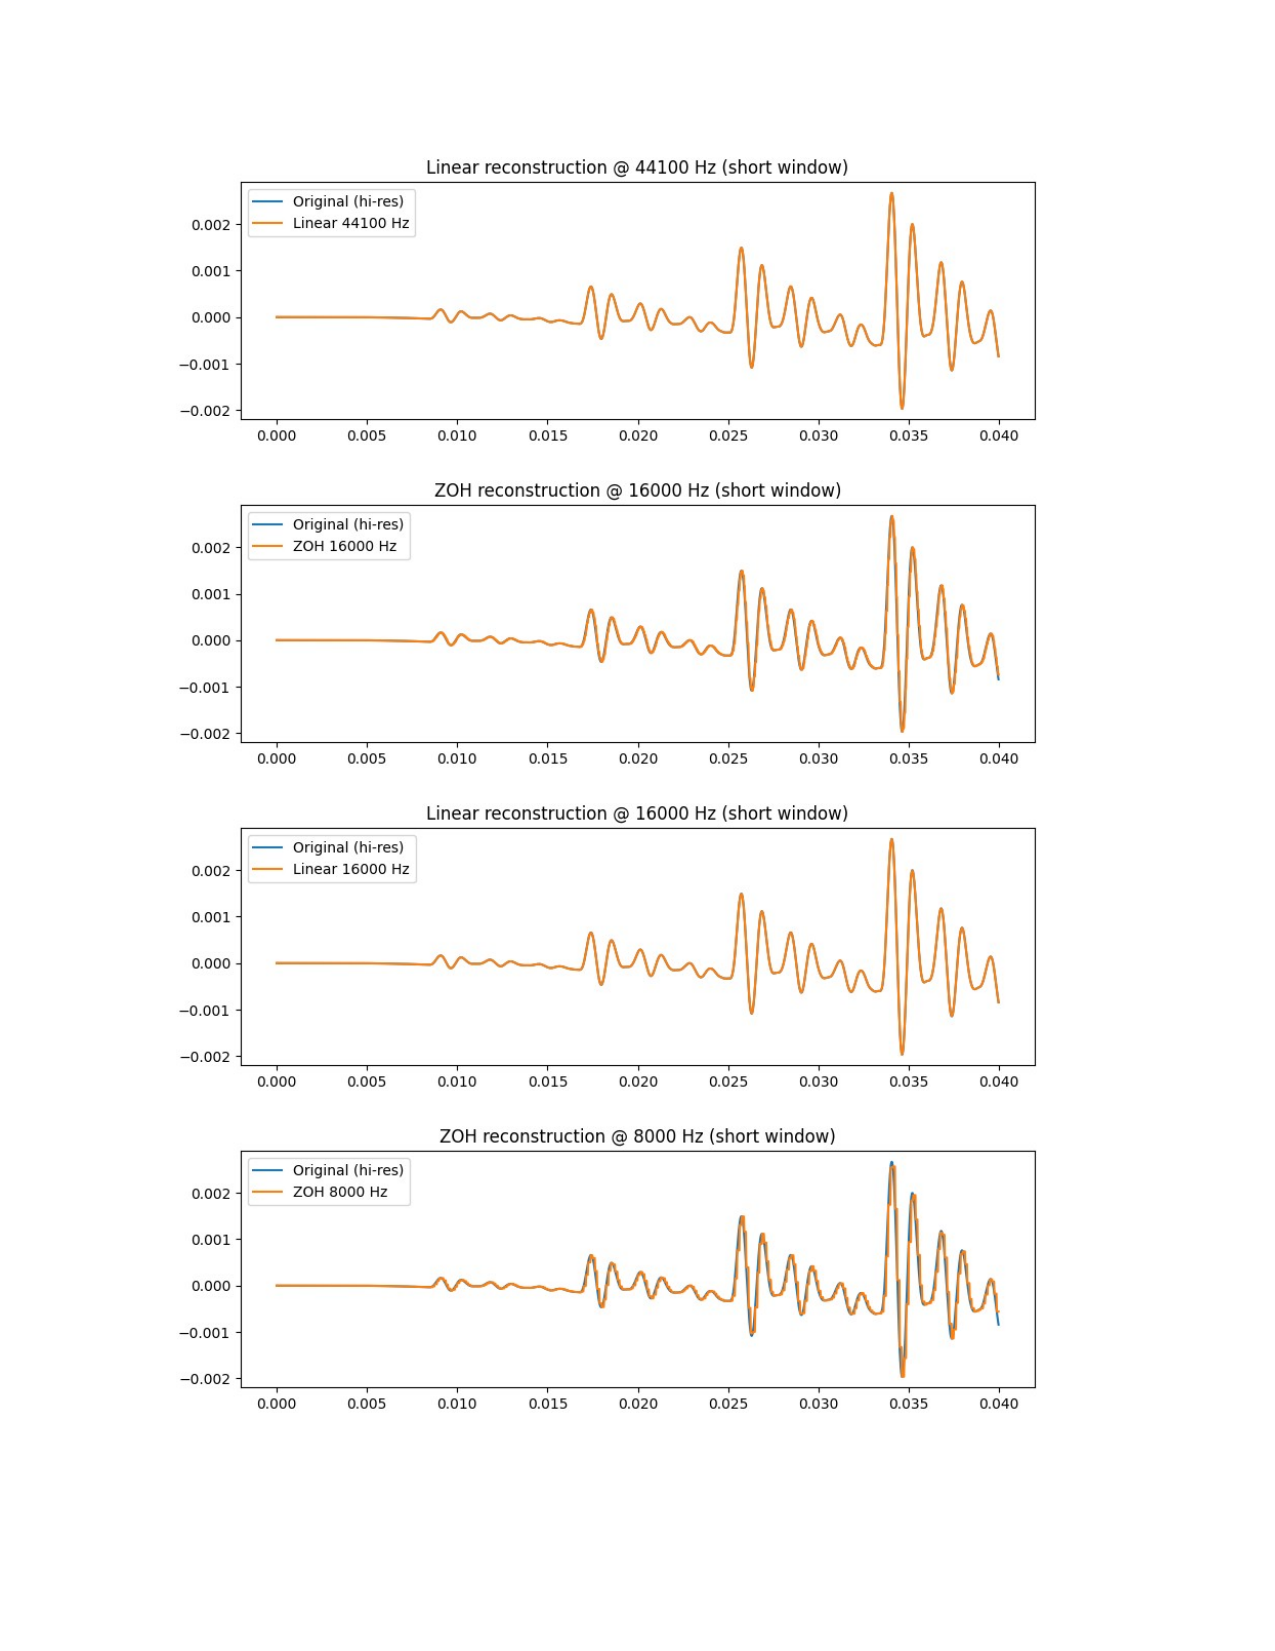 Linear reconstruction @ 44100 Hz (short window)
Original (hi-res)
Linear 44100 Hz
0.002
0.001
0.000
−0.001
−0.002
0.000 0.005 0.010 0.015 0.020 0.025 0.030 0.035 0.040
ZOH reconstruction @ 16000 Hz (short window)
Original (hi-res)
ZOH 16000 Hz
0.002
0.001
0.000
−0.001
−0.002
0.000 0.005 0.010 0.015 0.020 0.025 0.030 0.035 0.040
Linear reconstruction @ 16000 Hz (short window)
Original (hi-res)
Linear 16000 Hz
0.002
0.001
0.000
−0.001
−0.002
0.000 0.005 0.010 0.015 0.020 0.025 0.030 0.035 0.040
ZOH reconstruction @ 8000 Hz (short window)
Original (hi-res)
ZOH 8000 Hz
0.002
0.001
0.000
−0.001
−0.002
0.000 0.005 0.010 0.015 0.020 0.025 0.030 0.035 0.040